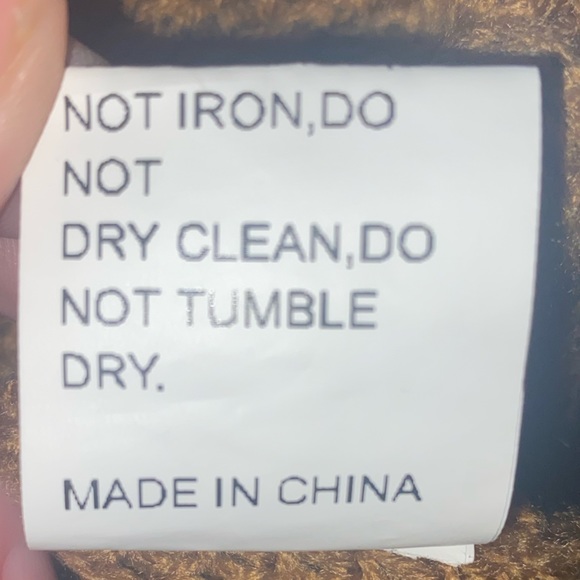 NOT IRON,DO
NOT
DRY CLEAN,DO
NOT TUMBLE
DRY.
MADE IN CHINA